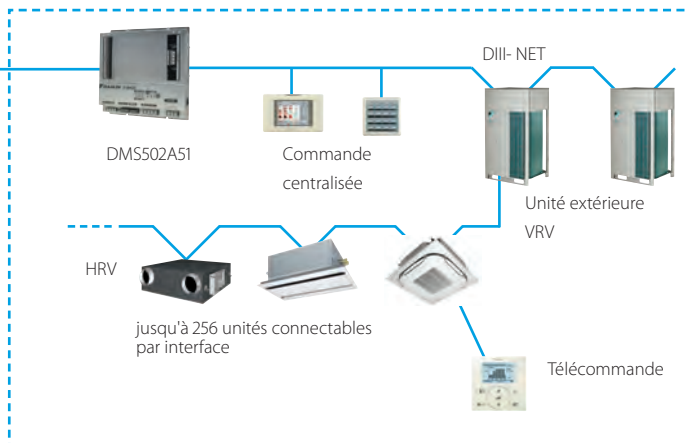 DIII- NET
DMS502A51
Commande
centralisée
Unité extérieure
VRV
HRV
jusqu'à 256 unités connectables
par interface
Télécommande